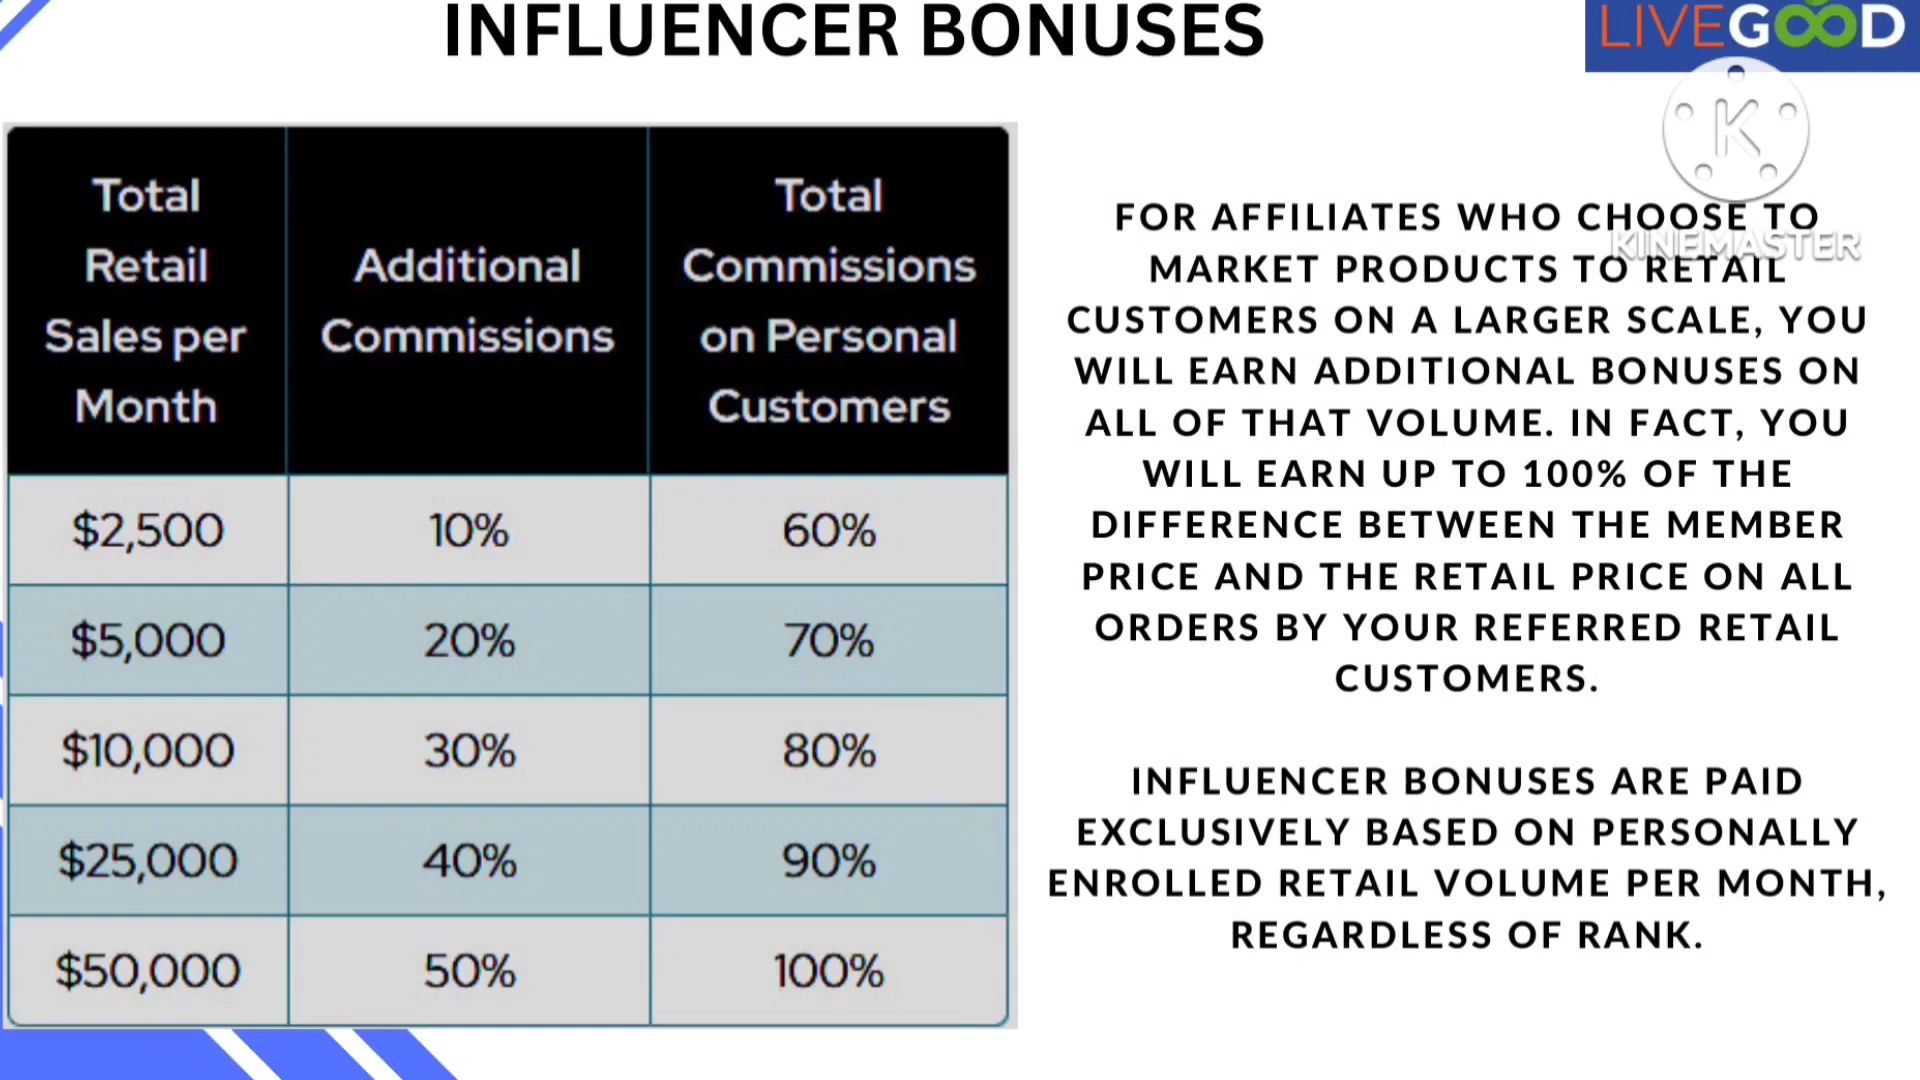 INFLUENCER BONUSES
LIVEGOOD
K
KINEMASTER
Total
Retail
Sales per
Month
Additional
Commissions
Total
Commissions
on Personal
Customers
$2,500 10% 60%
$5,000 20% 70%
$10,000 30% 80%
$25,000 40% 90%
$50,000 50% 100%
FOR AFFILIATES WHO CHOOSE TO
MARKET PRODUCTS TO RETAIL
CUSTOMERS ON A LARGER SCALE, YOU
WILL EARN ADDITIONAL BONUSES ON
ALL OF THAT VOLUME. IN FACT, YOU
WILL EARN UP TO 100% OF THE
DIFFERENCE BETWEEN THE MEMBER
PRICE AND THE RETAIL PRICE ON ALL
ORDERS BY YOUR REFERRED RETAIL
CUSTOMERS.
INFLUENCER BONUSES ARE PAID
EXCLUSIVELY BASED ON PERSONALLY
ENROLLED RETAIL VOLUME PER MONTH,
REGARDLESS OF RANK.